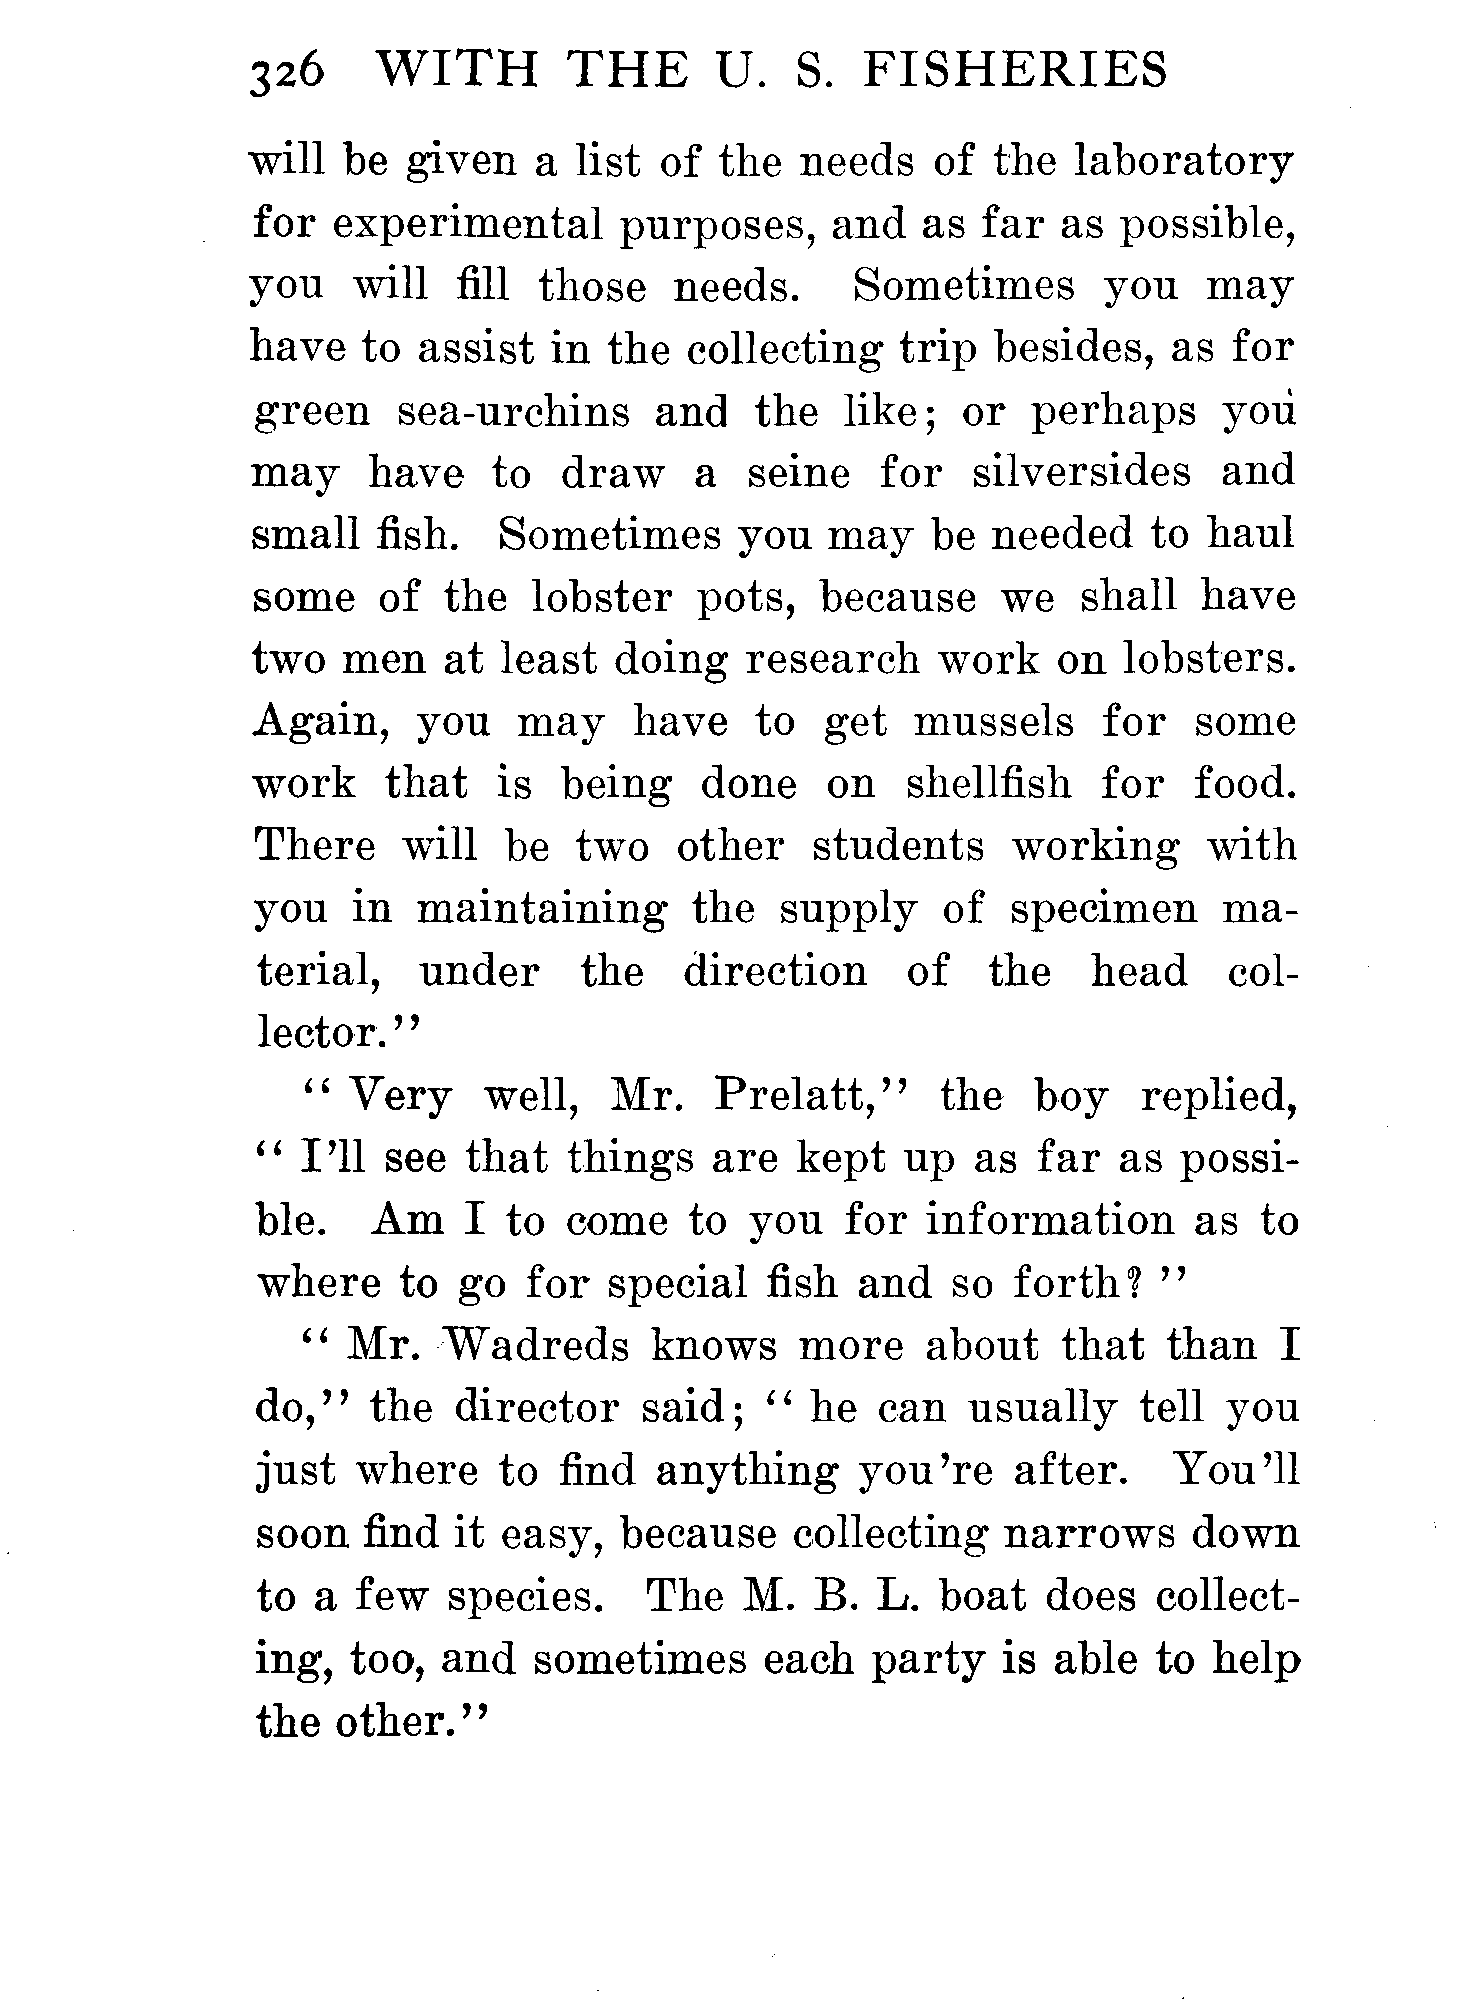 326 WITH THE U. S. FISHERIES
will be given a list of the needs of the laboratory
for experimental purposes, and as far as possible,
you will fill those needs. Sometimes you may
have to assist in the collecting trip besides, as for
green sea-urchins and the like; or perhaps you
may have to draw a seine for silversides and
small fish. Sometimes you may be needed to haul
some of the lobster pots, because we shall have
two men at least doing research work on lobsters.
Again, you may have to get mussels for some
work that is being done on shellfish for food.
There will be two other students working with
you in maintaining the supply of specimen ma-
terial, under the direction of the head col-
lector."
" Very well, Mr. Prelatt," the boy replied,
" I'll see that things are kept up as far as possi-
ble. Am I to come to you for information as to
where to go for special fish and so forth? "
" Mr. Wadreds knows more about that than I
do," the director said; " he can usually tell you
just where to find anything you're after. You'll
soon find it easy, because collecting narrows down
to a few species. The M. B. L. boat does collect-
ing, too, and sometimes each party is able to help
the other."